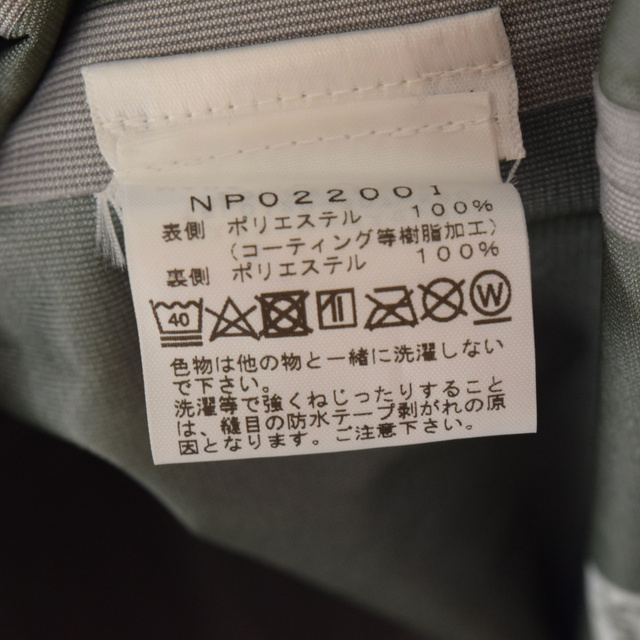 NP022001
表側 ポリエステル 100%
(コーティング等樹脂加工)
裏側 ポリエステル 100%
40 W
色物は他の物と一緒に洗濯しない
で下さい。
洗濯等で強くねじったりすること
は、縫目の防水テープ剥がれの原
因となります。ご注意下さい。